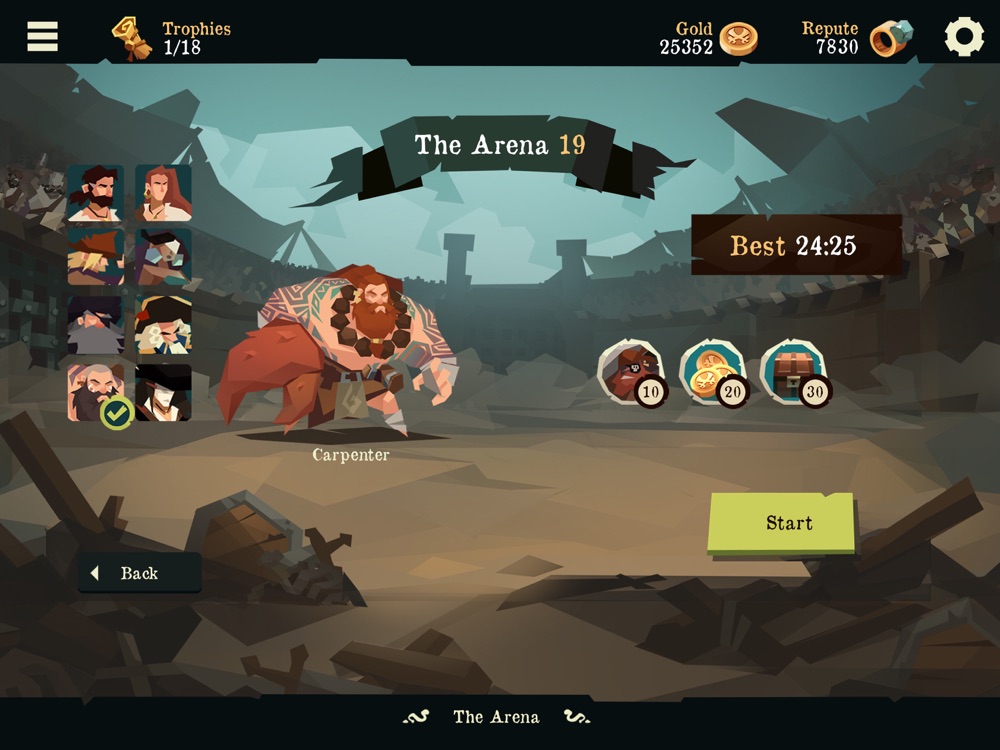 Trophies
1/18
Gold
25352
Repute
7830
The Arena 19
Best 24:25
10
20
30
Carpenter
Start
Back
The Arena